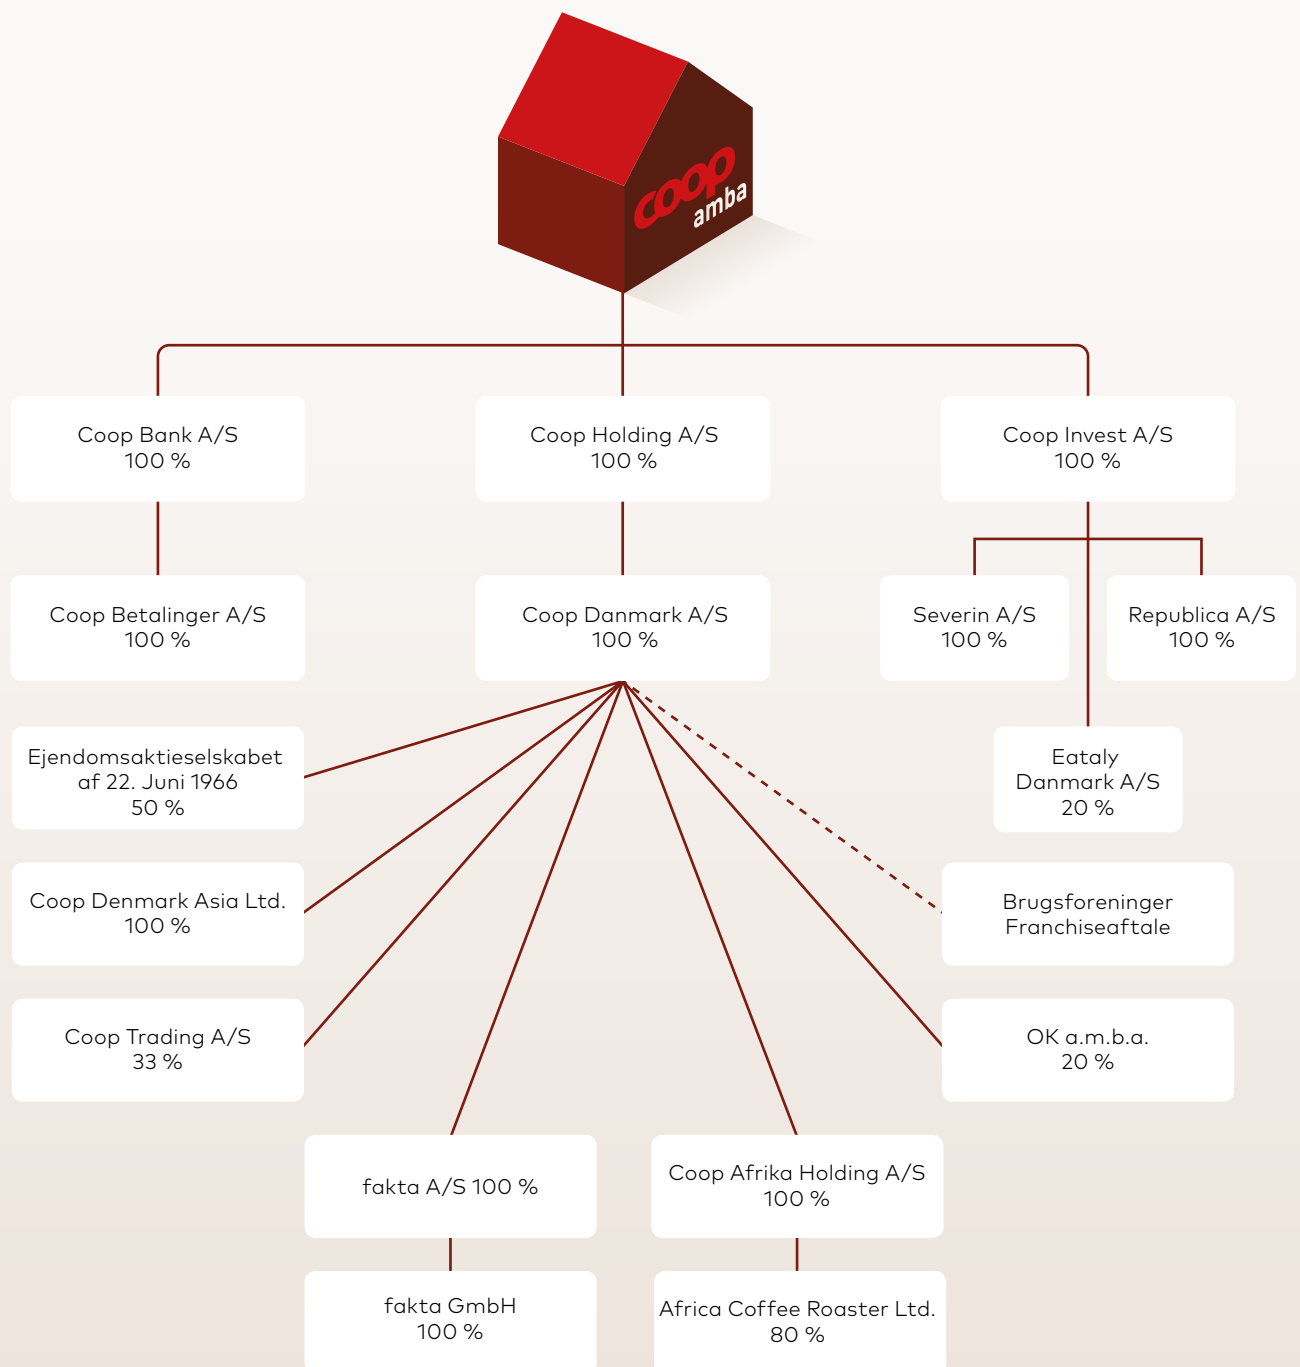 coop
amba
Coop Bank A/S
100 %
Coop Holding A/S
100 %
Coop Invest A/S
100 %
Coop Betalinger A/S
100 %
Coop Danmark A/S
100 %
Severin A/S
100 %
Republica A/S
100 %
Ejendomsaktieselskabet
af 22. Juni 1966
50 %
Eataly
Danmark A/S
20 %
Coop Denmark Asia Ltd.
100 %
Brugsforeninger
Franchiseaftale
Coop Trading A/S
33 %
OK a.m.b.a.
20 %
fakta A/S 100 %
Coop Afrika Holding A/S
100 %
fakta GmbH
100 %
Africa Coffee Roaster Ltd.
80 %